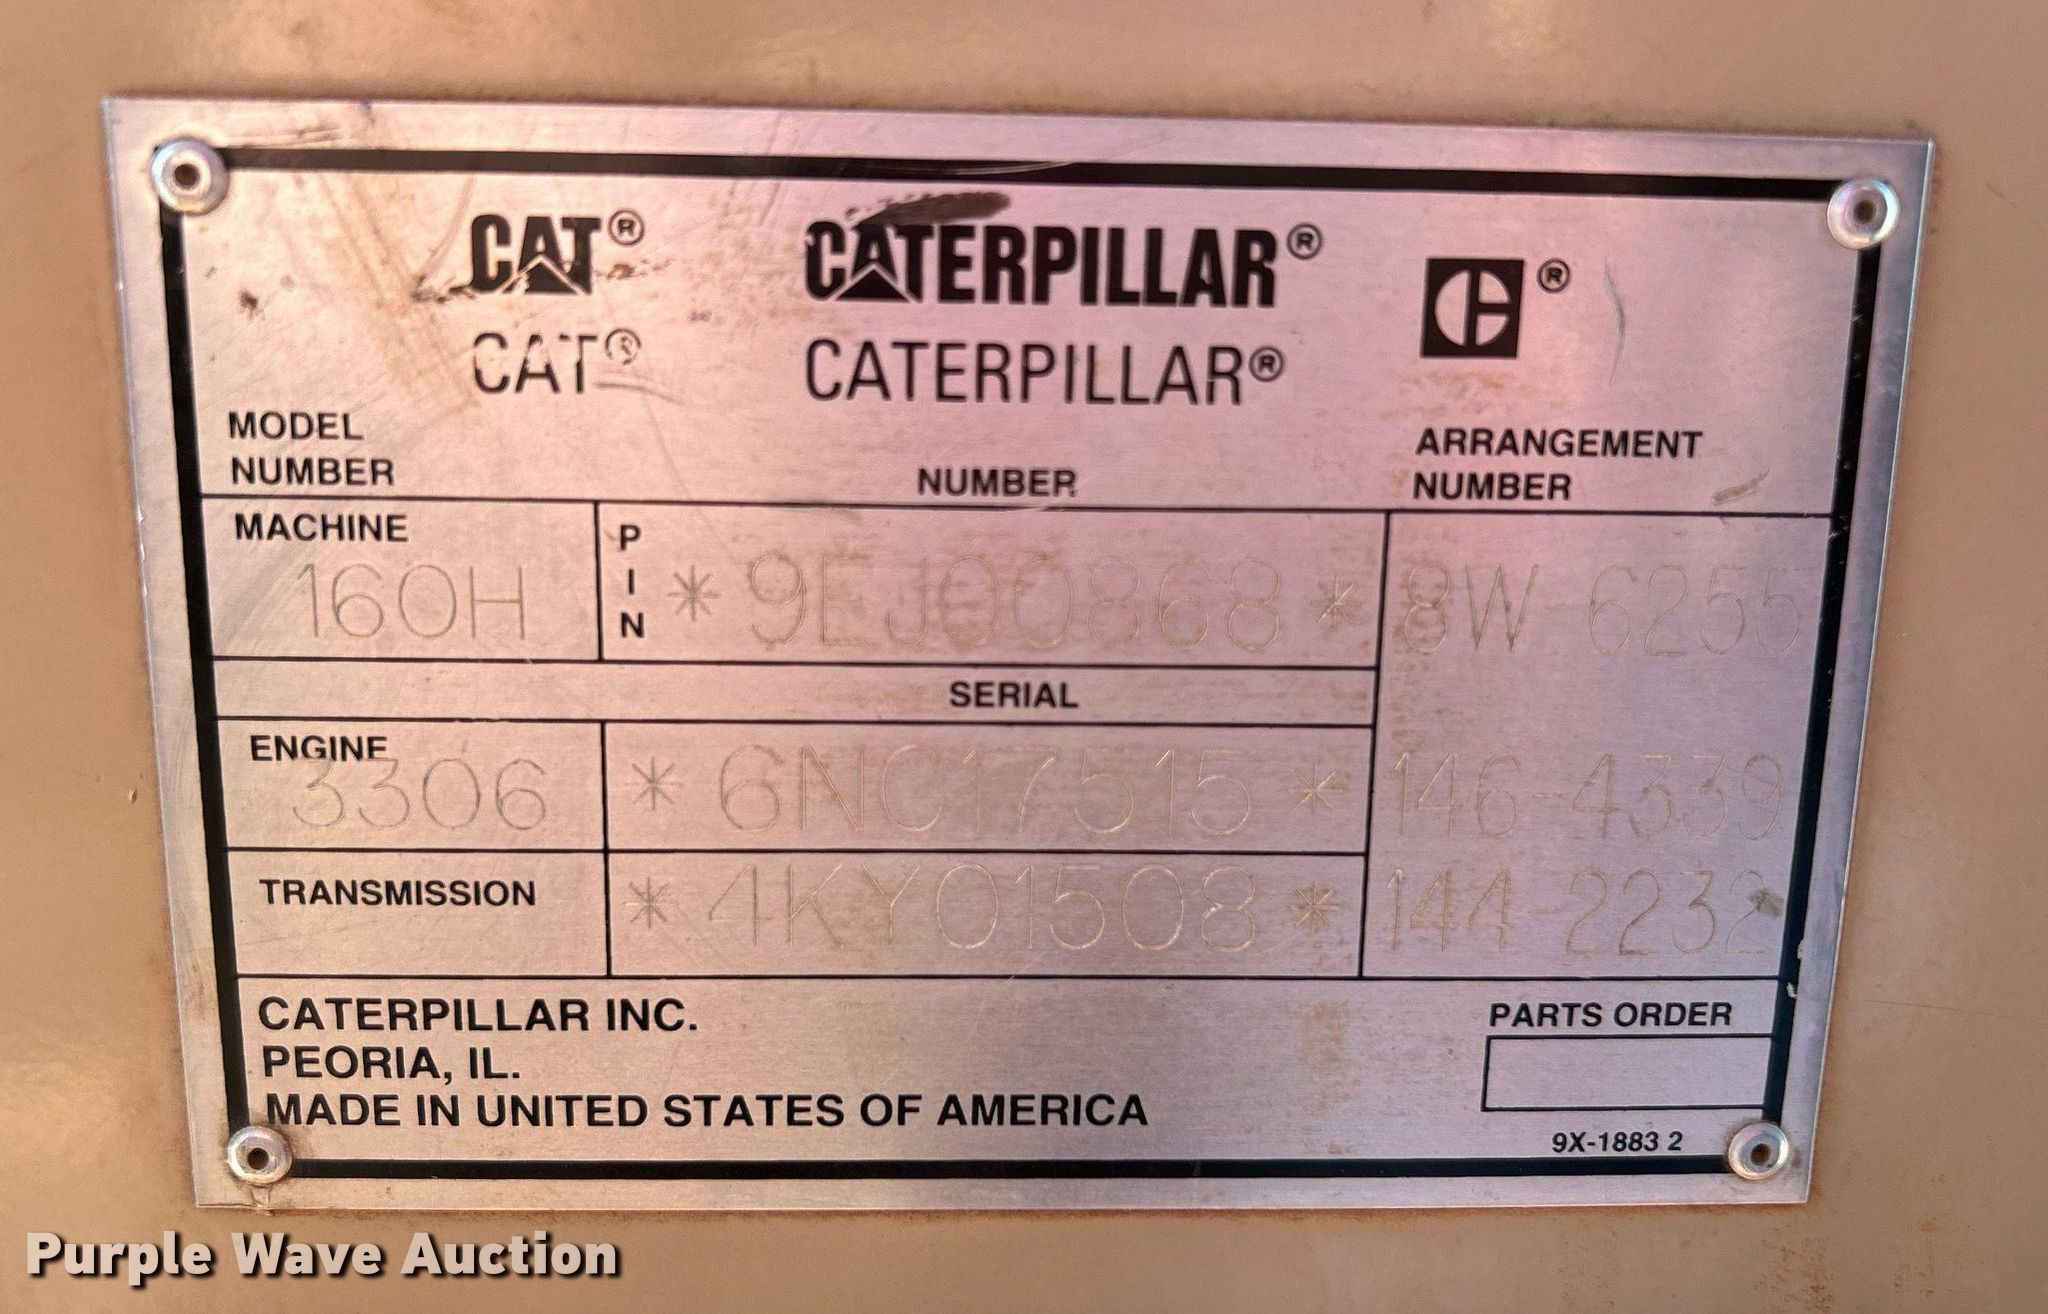 CAT® CATERPILLAR® ®
CAT® CATERPILLAR®
MODEL NUMBER
NUMBER
ARRANGEMENT NUMBER
MACHINE
160H
PIN
*9EJ00868*
8W-6255
SERIAL
ENGINE
3306
*6NC17515*
146-4339
TRANSMISSION
*4KY01508*
144-2232
CATERPILLAR INC.
PEORIA, IL.
MADE IN UNITED STATES OF AMERICA
PARTS ORDER
9X-1883 2
Purple Wave Auction